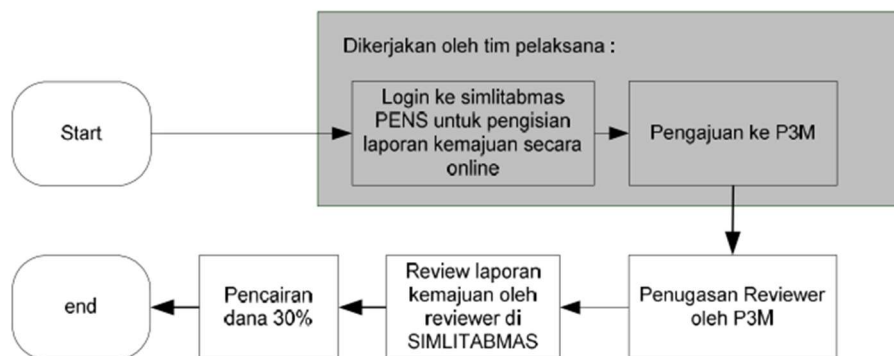 Dikerjakan oleh tim pelaksana :
Start
Login ke simlitabmas
PENS untuk pengisian
laporan kemajuan secara
online
Pengajuan ke P3M
Penugasan Reviewer
oleh P3M
Review laporan
kemajuan oleh
reviewer di
SIMLITABMAS
Pencairan
dana 30%
end